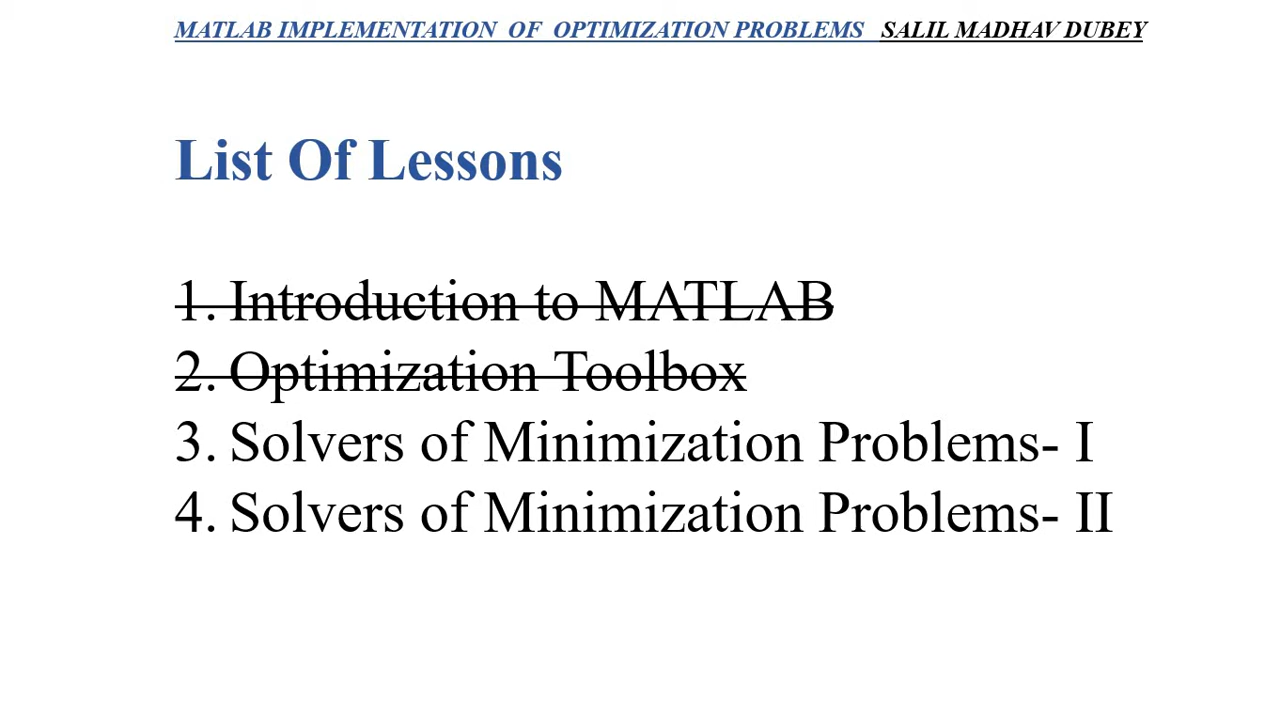 MATLAB IMPLEMENTATION OF OPTIMIZATION PROBLEMS SALIL MADHAV DUBEY
List Of Lessons
1. Introduction to MATLAB
2. Optimization Toolbox
3. Solvers of Minimization Problems- I
4. Solvers of Minimization Problems- II